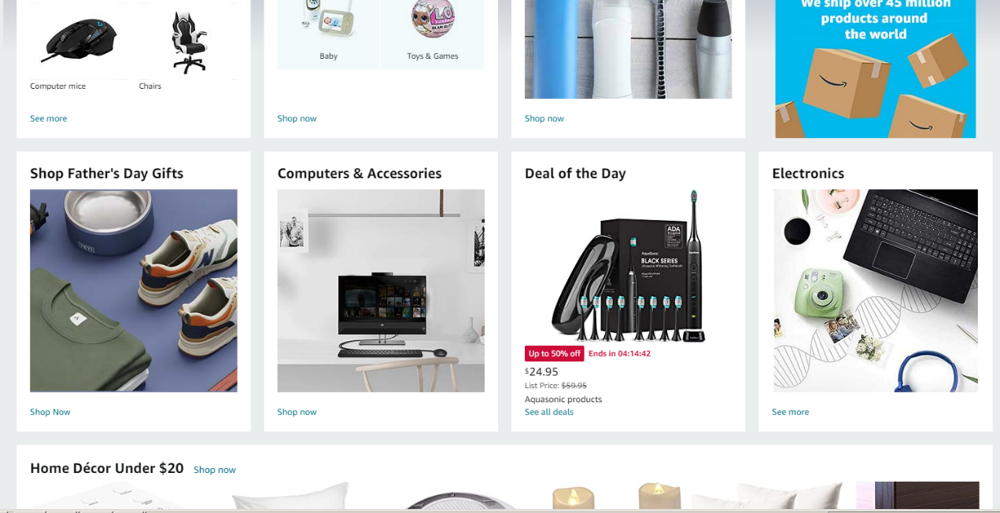 We ship over 45 million
products around
the world
L.O.L.
Baby
Toys & Games
Computer mice
Chairs
See more
Shop now
Shop now
Shop Father's Day Gifts
YETI
Shop Now
Computers & Accessories
Shop now
Deal of the Day
ADA
AquaSonic
BLACK SERIES
Up to 50% off
Ends in 04:14:42
$24.95
List Price: $59.95
Aquasonic products
See all deals
Electronics
See more
Home Décor Under $20
Shop now